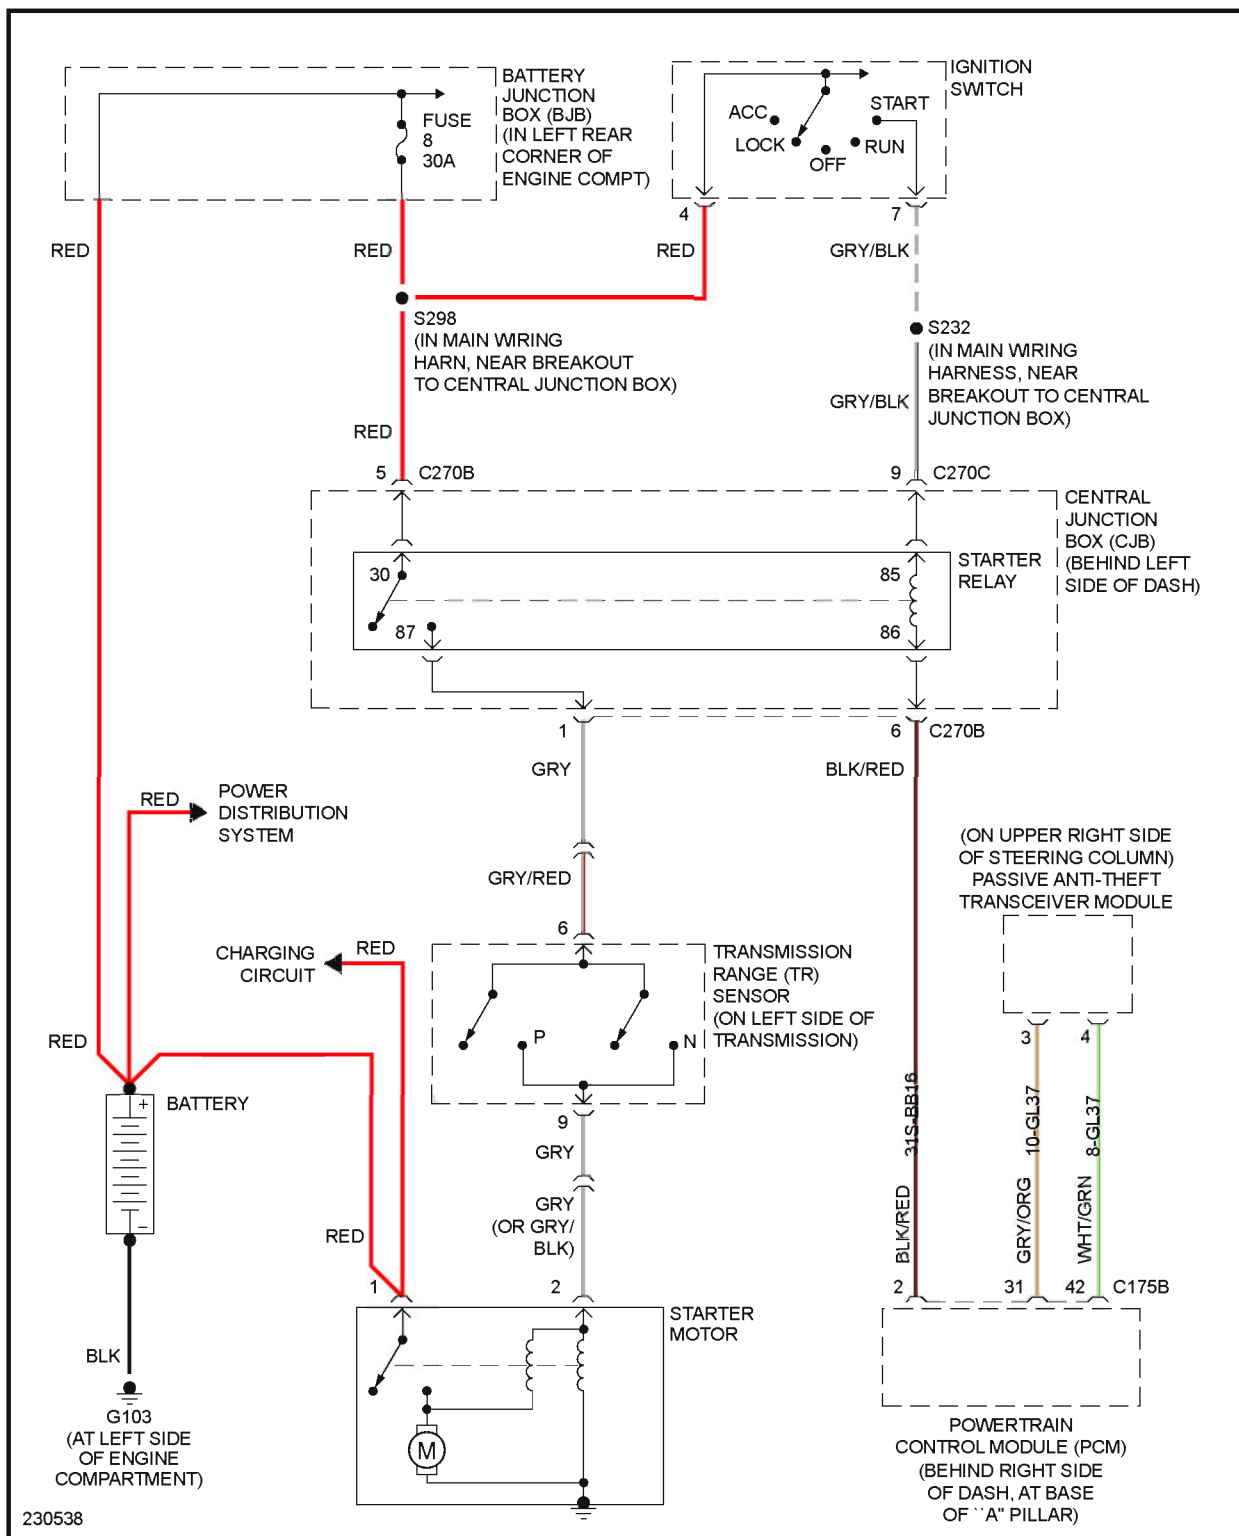 BATTERY
JUNCTION
BOX (BJB)
(IN LEFT REAR
CORNER OF
ENGINE COMPT)
FUSE
8
30A
IGNITION
SWITCH
ACC
LOCK
OFF
RUN
START
4
7
RED
RED
RED
GRY/BLK
S298
(IN MAIN WIRING
HARN, NEAR BREAKOUT
TO CENTRAL JUNCTION BOX)
S232
(IN MAIN WIRING
HARNESS, NEAR
BREAKOUT TO CENTRAL
JUNCTION BOX)
RED
GRY/BLK
5
C270B
9
C270C
CENTRAL
JUNCTION
BOX (CJB)
(BEHIND LEFT
SIDE OF DASH)
STARTER
RELAY
30
85
87
86
1
6
C270B
GRY
BLK/RED
RED
POWER
DISTRIBUTION
SYSTEM
(ON UPPER RIGHT SIDE
OF STEERING COLUMN)
PASSIVE ANTI-THEFT
TRANSCEIVER MODULE
GRY/RED
6
CHARGING
CIRCUIT
RED
TRANSMISSION
RANGE (TR)
SENSOR
(ON LEFT SIDE OF
TRANSMISSION)
P
N
3
4
RED
+
BATTERY
-
9
GRY
GRY
(OR GRY/
BLK)
RED
31S-BB16
10-GL37
8-GL37
BLK/RED
GRY/ORG
WHT/GRN
1
2
2
31
42
C175B
STARTER
MOTOR
M
BLK
G103
(AT LEFT SIDE
OF ENGINE
COMPARTMENT)
POWERTRAIN
CONTROL MODULE (PCM)
(BEHIND RIGHT SIDE
OF DASH, AT BASE
OF ``A" PILLAR)
230538